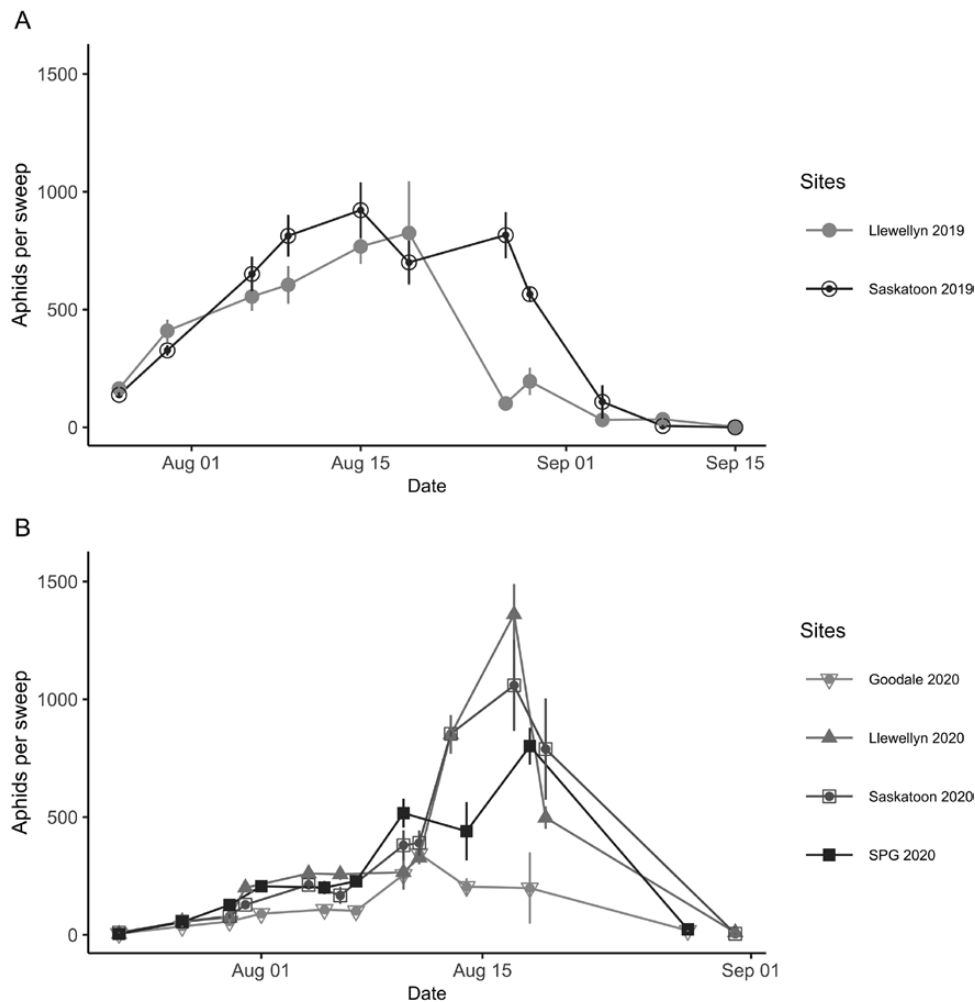 A
1500
1000
500
0
Aphids per sweep
Aug 01
Aug 15
Sep 01
Sep 15
Date
Sites
Llewellyn 2019
Saskatoon 2019
B
1500
1000
500
0
Aphids per sweep
Aug 01
Aug 15
Sep 01
Date
Sites
Goodale 2020
Llewellyn 2020
Saskatoon 2020
SPG 2020